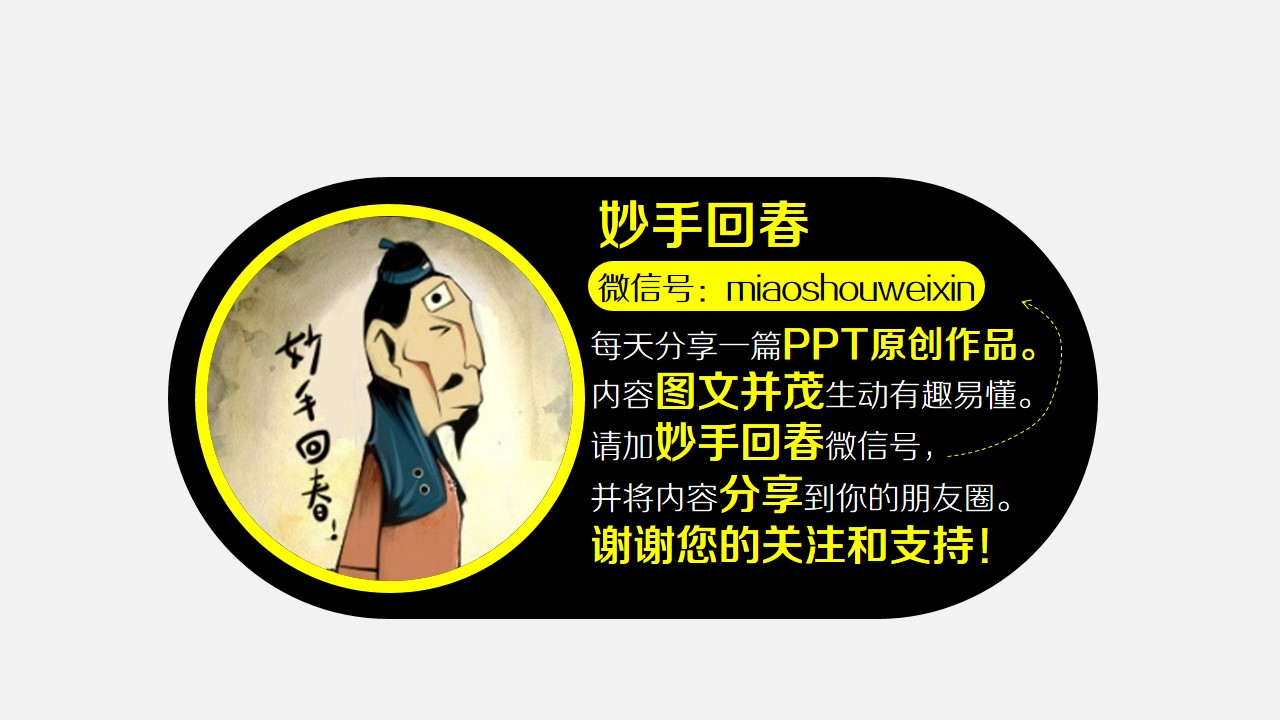 妙手回春
微信号：miaoshouweixin
每天分享一篇PPT原创作品。
内容图文并茂生动有趣易懂。
请加妙手回春微信号，
并将内容分享到你的朋友圈。
谢谢您的关注和支持！
妙手回春！